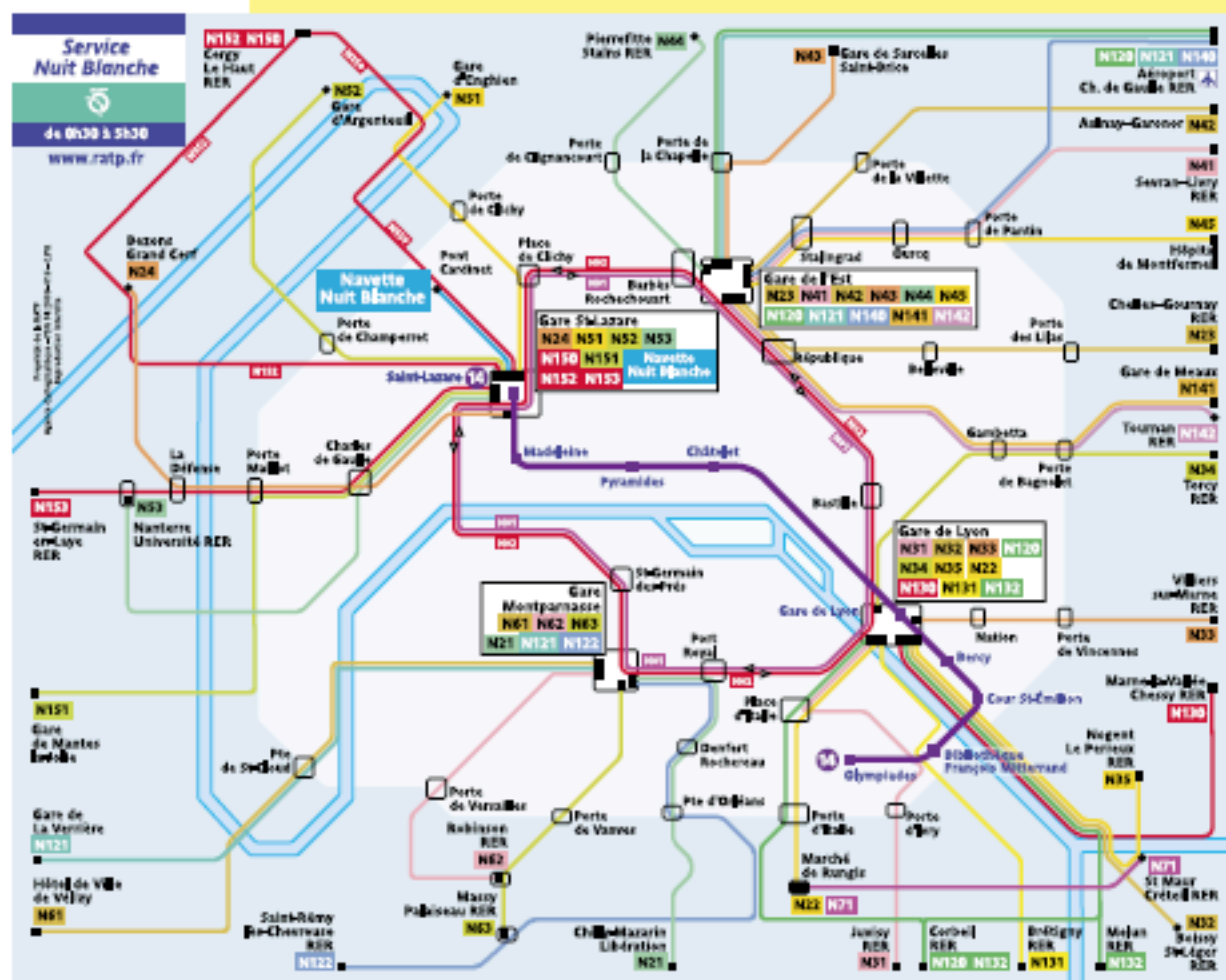 Service
Nuit Blanche
de 0h30 à 5h30
www.ratp.fr
N152 N150
Cergy
Le Haut
RER
N52
Gare
d'Argenteuil
Gare
d'Enghien
N51
Pierrefitte
Stains RER
N44
N43
Gare de Sarcelles
Saint-Brice
N120 N121 N140
Aéroport
Ch. de Gaulle RER
Aulnay-Garonor N42
N41
Sevran-Livry
RER
N45
Hôpital
de Montfermeil
Chelles-Gournay
RER
N23
Gare de Meaux
N141
Tournan
RER N142
N34
Torcy
RER
Porte
de Clignancourt
Porte de
la Chapelle
Porte
de la Villette
Porte
de Pantin
Ourcq
Stalingrad
Porte
de Clichy
Pont
Cardinet
Place
de Clichy
Barbès
Rochechouart
Bezons
Grand Cerf
N24
Navette
Nuit Blanche
Porte
de Champerret
Gare de l'Est
N23 N41 N42 N43 N44 N45
N120 N121 N140 N141 N142
Gare St-Lazare
N24 N51 N52 N53
N150 N151
N152 N153
Navette
Nuit Blanche
Saint-Lazare 14
République
Belleville
Porte
des Lilas
Gambetta
Porte
de Bagnolet
Madeleine
Pyramides
Châtelet
Bastille
La
Défense
Porte
Maillot
Charles
de Gaulle
N153
St-Germain
en-Laye
RER
N53
Nanterre
Université RER
Gare de Lyon
N31 N32 N33 N120
N34 N35 N22
N130 N131 N132
Gare de Lyon
St-Germain
des-Prés
Gare
Montparnasse
N61 N62 N63
N21 N121 N122
Port
Royal
Nation
Porte
de Vincennes
Villiers
sur-Marne
RER
N33
Bercy
Cour St-Émilion
Marne-la-Vallée
Chessy RER
N130
Place
d'Italie
14
Olympiades
Bibliothèque
François Mitterrand
Nogent
Le Perreux
RER
N35
Denfert
Rochereau
N151
Gare
de Mantes
la-Jolie
Pte
de St-Cloud
Porte
de Versailles
Porte
de Vanves
Pte d'Orléans
Porte
d'Italie
Porte
d'Ivry
Gare de
La Verrière
N121
Hôtel de Ville
de Vélizy
N61
Robinson
RER
N62
Massy
Palaiseau RER
N63
Saint-Rémy
lès-Chevreuse
RER
N122
Chilly-Mazarin
Libération
N21
Marché
de Rungis
N22 N71
N71
St Maur
Créteil RER
N32
Boissy
St-Léger
RER
Juvisy
RER
N31
Corbeil
RER
N120 N132
Brétigny
RER
N131
Melun
RER
N132